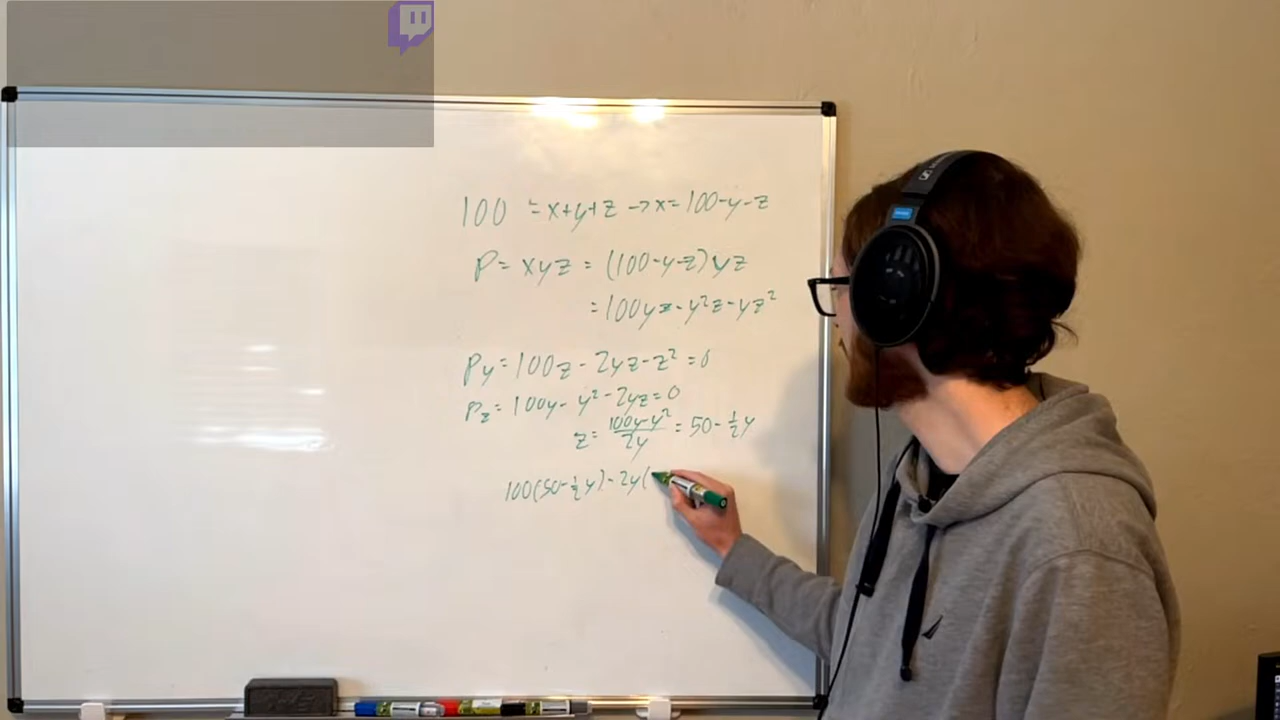 100 = x+y+z → x = 100-y-z
P = xyz = (100-y-z)yz
= 100yz - y²z - yz²
Py = 100z - 2yz - z² = 0
Pz = 100y - y² - 2yz = 0
z = (100y-y²)/2y = 50 - ½y
100(50-½y) - 2y(